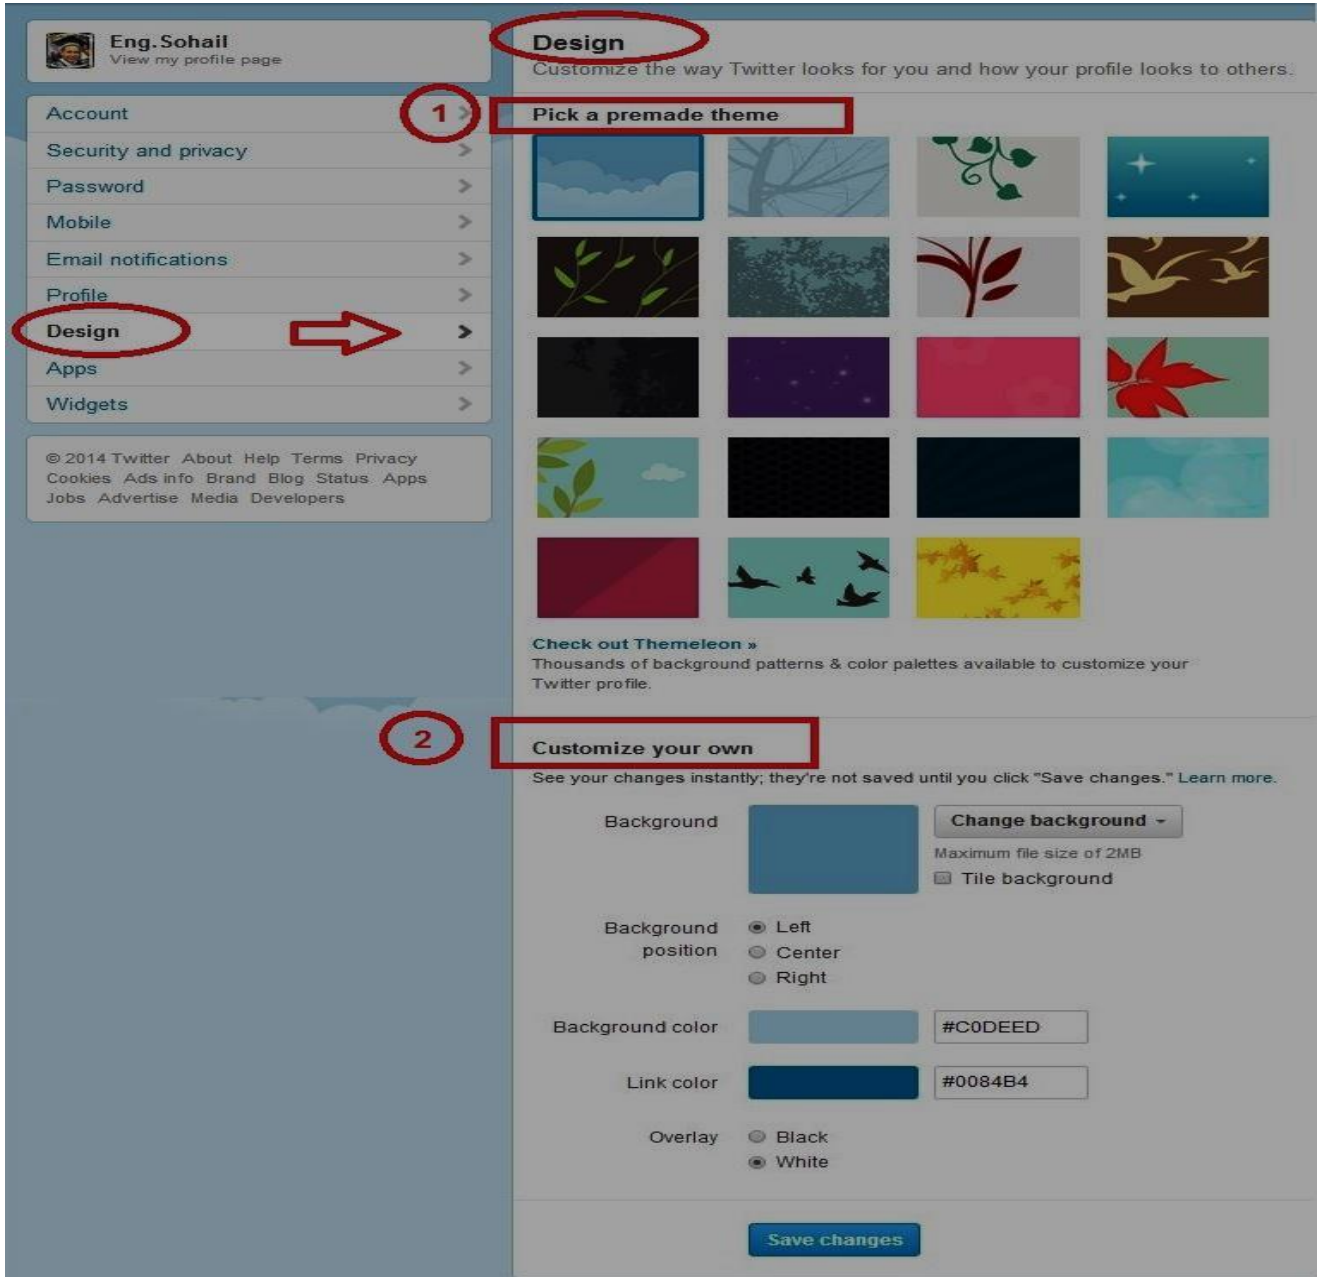 Eng.Sohail
View my profile page
Account
Security and privacy
Password
Mobile
Email notifications
Profile
Design
Apps
Widgets
© 2014 Twitter About Help Terms Privacy
Cookies Ads info Brand Blog Status Apps
Jobs Advertise Media Developers
Design
Customize the way Twitter looks for you and how your profile looks to others.
1
Pick a premade theme
Check out Themeleon »
Thousands of background patterns & color palettes available to customize your
Twitter profile.
2
Customize your own
See your changes instantly; they're not saved until you click "Save changes." Learn more.
Background
Change background
Maximum file size of 2MB
Tile background
Background
position
Left
Center
Right
Background color
#C0DEED
Link color
#0084B4
Overlay
Black
White
Save changes